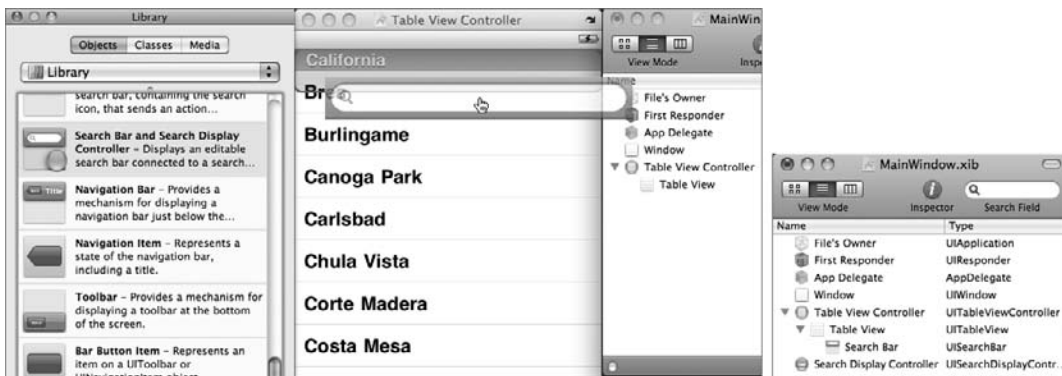 Library
Objects Classes Media
Library
search bar, containing the search
icon, that sends an action...
Search Bar and Search Display
Controller – Displays an editable
search bar connected to a search...
Navigation Bar – Provides a
mechanism for displaying a
navigation bar just below the...
Navigation Item – Represents a
state of the navigation bar,
including a title.
Toolbar – Provides a mechanism for
displaying a toolbar at the bottom
of the screen.
Bar Button Item – Represents an
item on a UIToolbar or
UINavigationItem object
Table View Controller
California
Bre
Burlingame
Canoga Park
Carlsbad
Chula Vista
Corte Madera
Costa Mesa
MainWin
View Mode Inspe
Name
File's Owner
First Responder
App Delegate
Window
Table View Controller
Table View
MainWindow.xib
View Mode Inspector Search Field
Name Type
File's Owner UIApplication
First Responder UIResponder
App Delegate AppDelegate
Window UIWindow
Table View Controller UITableViewController
Table View UITableView
Search Bar UISearchBar
Search Display Controller UISearchDisplayContr...